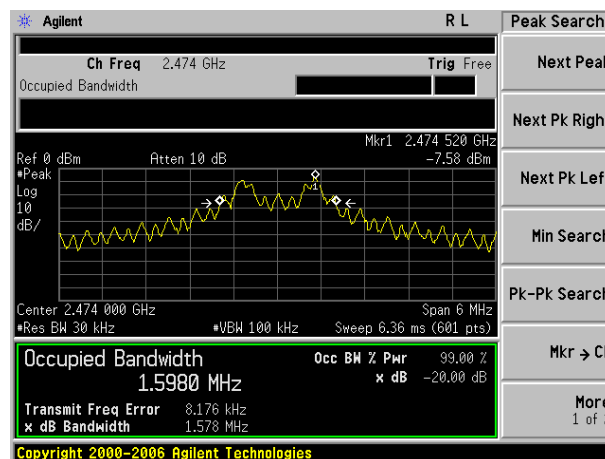 Agilent R L Peak Search
Ch Freq 2.474 GHz Trig Free
Occupied Bandwidth
Mkr1 2.474 520 GHz
Ref 0 dBm Atten 10 dB -7.58 dBm
#Peak
Log
10
dB/
1
Center 2.474 000 GHz Span 6 MHz
#Res BW 30 kHz #VBW 100 kHz Sweep 6.36 ms (601 pts)
Occupied Bandwidth Occ BW % Pwr 99.00 %
1.5980 MHz x dB -20.00 dB
Transmit Freq Error 8.176 kHz
x dB Bandwidth 1.578 MHz
Next Peak
Next Pk Right
Next Pk Left
Min Search
Pk-Pk Search
Mkr → C
More
1 of
Copyright 2000-2006 Agilent Technologies